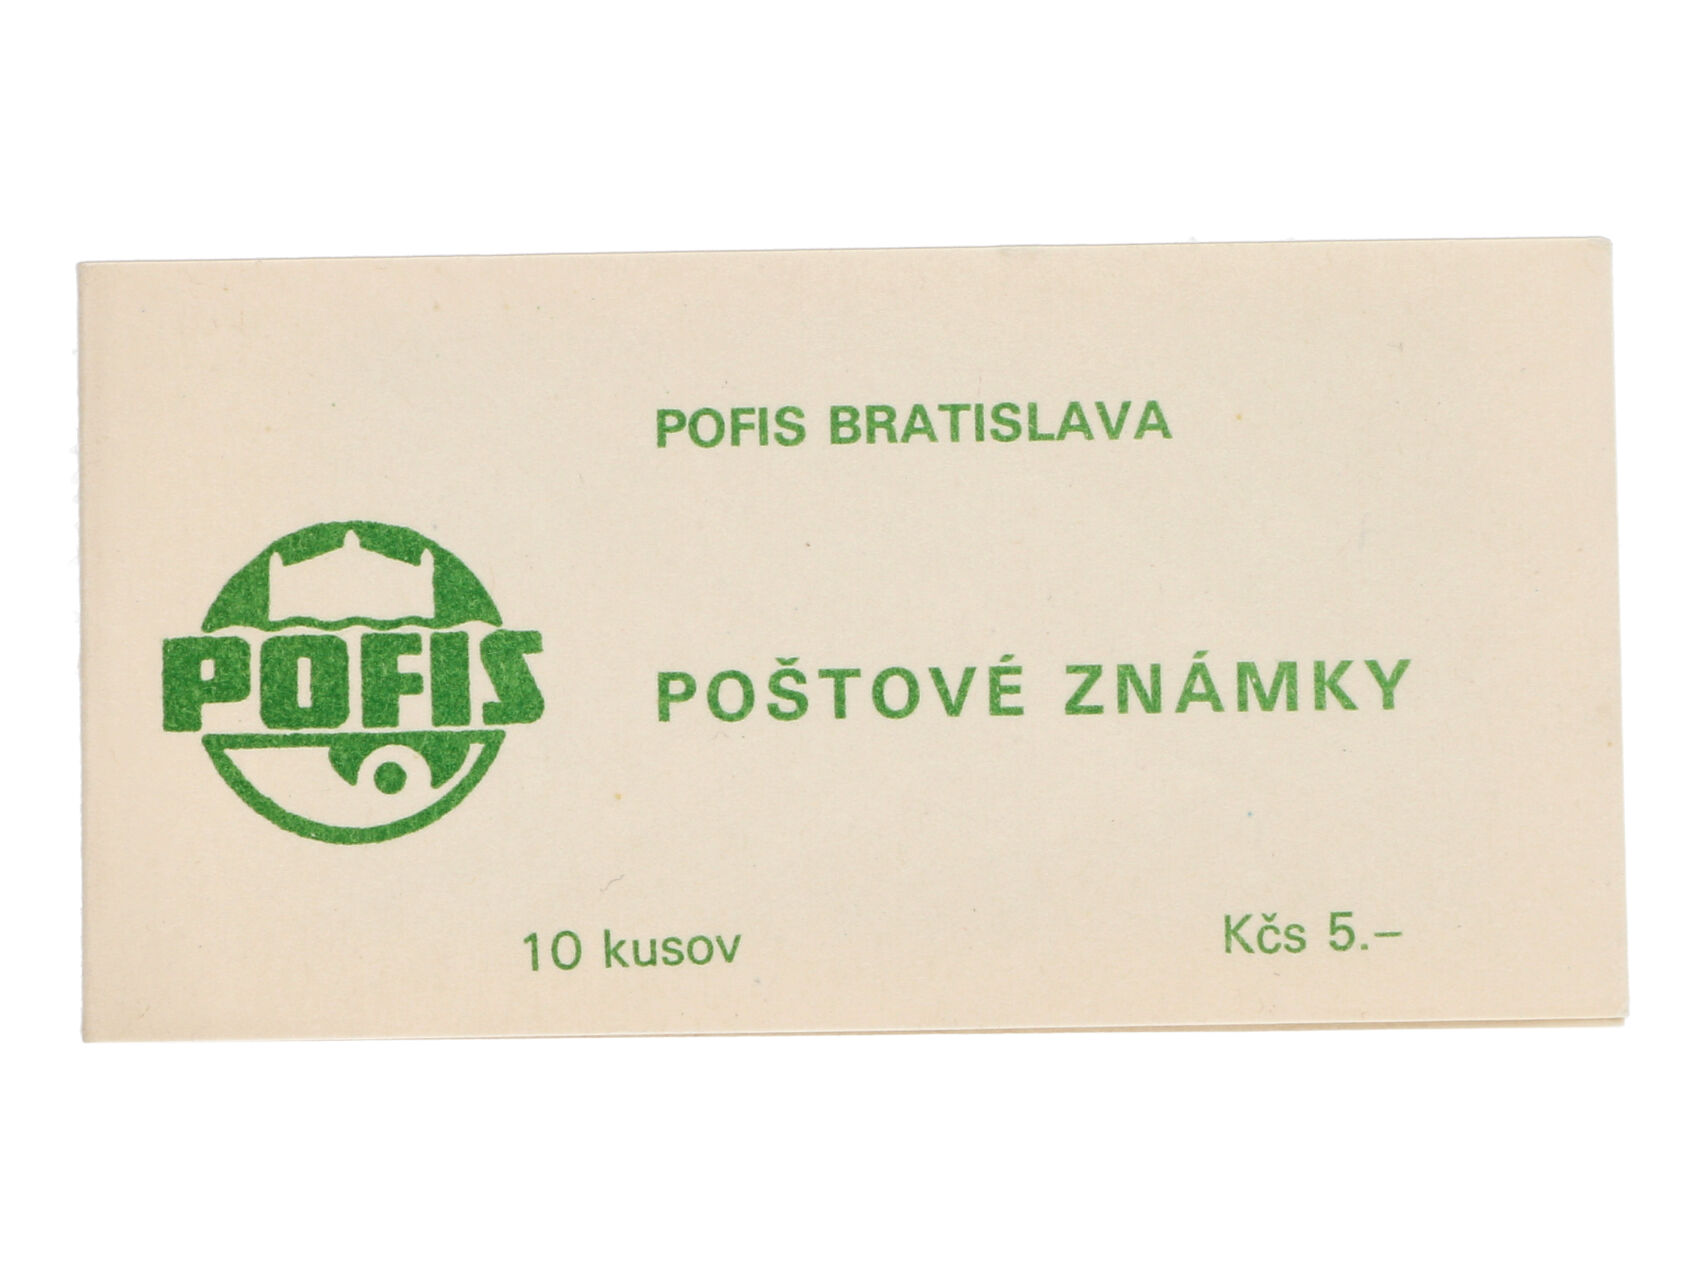 POFIS BRATISLAVA
POFIS
POŠTOVÉ ZNÁMKY
10 kusov
Kčs 5.–